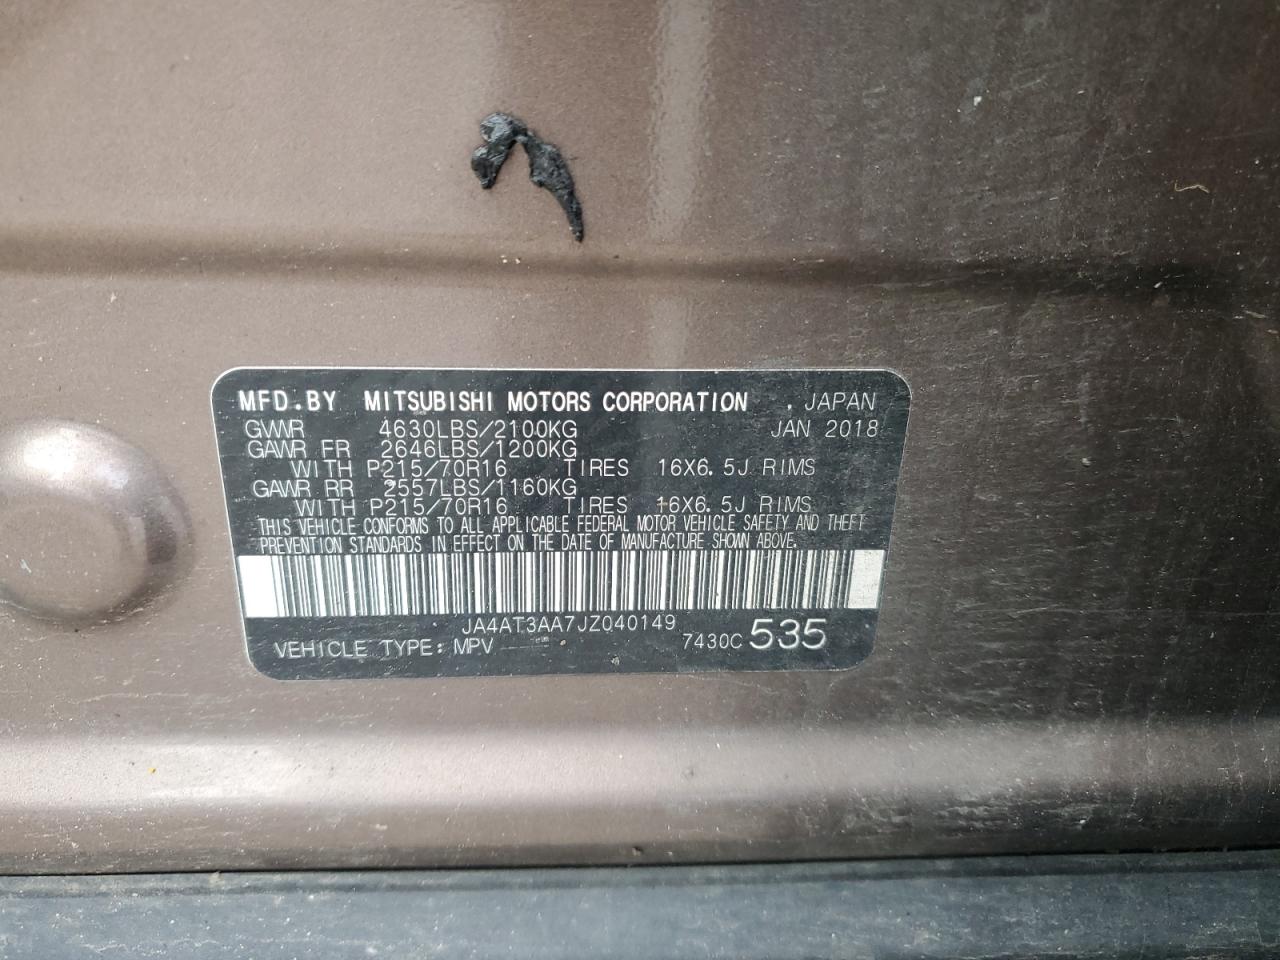 MFD.BY MITSUBISHI MOTORS CORPORATION . JAPAN
GVWR 4630LBS/2100KG JAN 2018
GAWR FR 2646LBS/1200KG
WITH P215/70R16 TIRES 16X6.5J RIMS
GAWR RR 2557LBS/1160KG
WITH P215/70R16 TIRES 16X6.5J RIMS
THIS VEHICLE CONFORMS TO ALL APPLICABLE FEDERAL MOTOR VEHICLE SAFETY AND THEFT
PREVENTION STANDARDS IN EFFECT ON THE DATE OF MANUFACTURE SHOWN ABOVE.
JA4AT3AA7JZ040149
VEHICLE TYPE: MPV 7430C 535